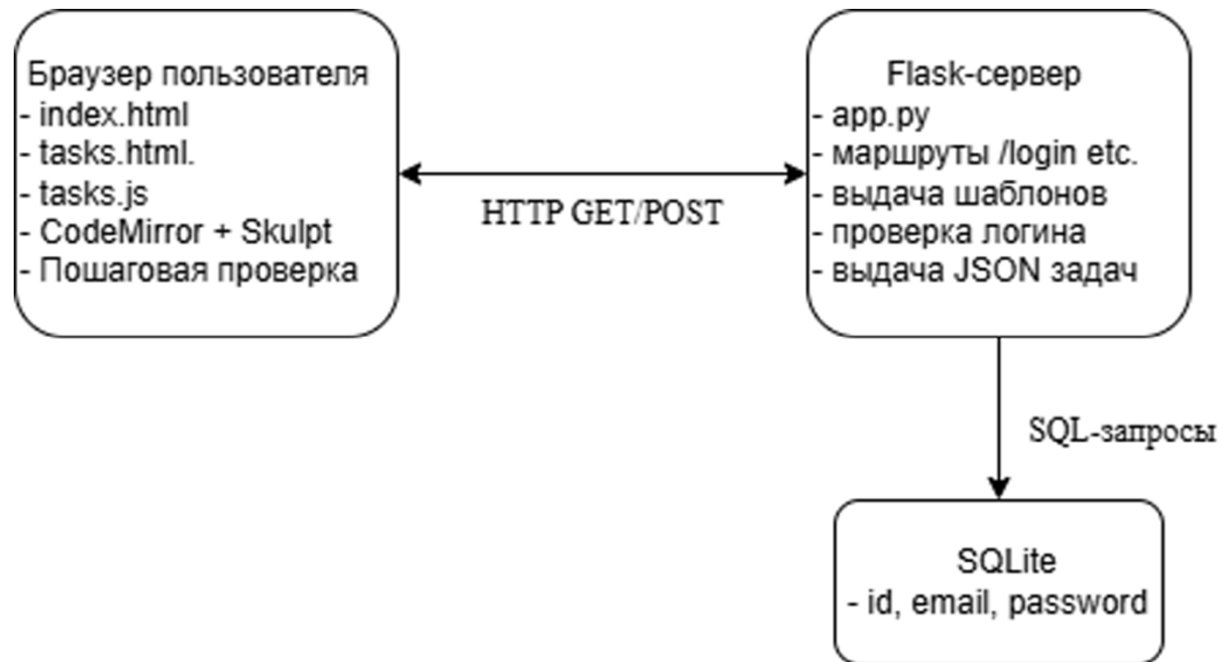 Браузер пользователя
- index.html
- tasks.html.
- tasks.js
- CodeMirror + Skulpt
- Пошаговая проверка
HTTP GET/POST
Flask-сервер
- app.py
- маршруты /login etc.
- выдача шаблонов
- проверка логина
- выдача JSON задач
SQL-запросы
SQLite
- id, email, password